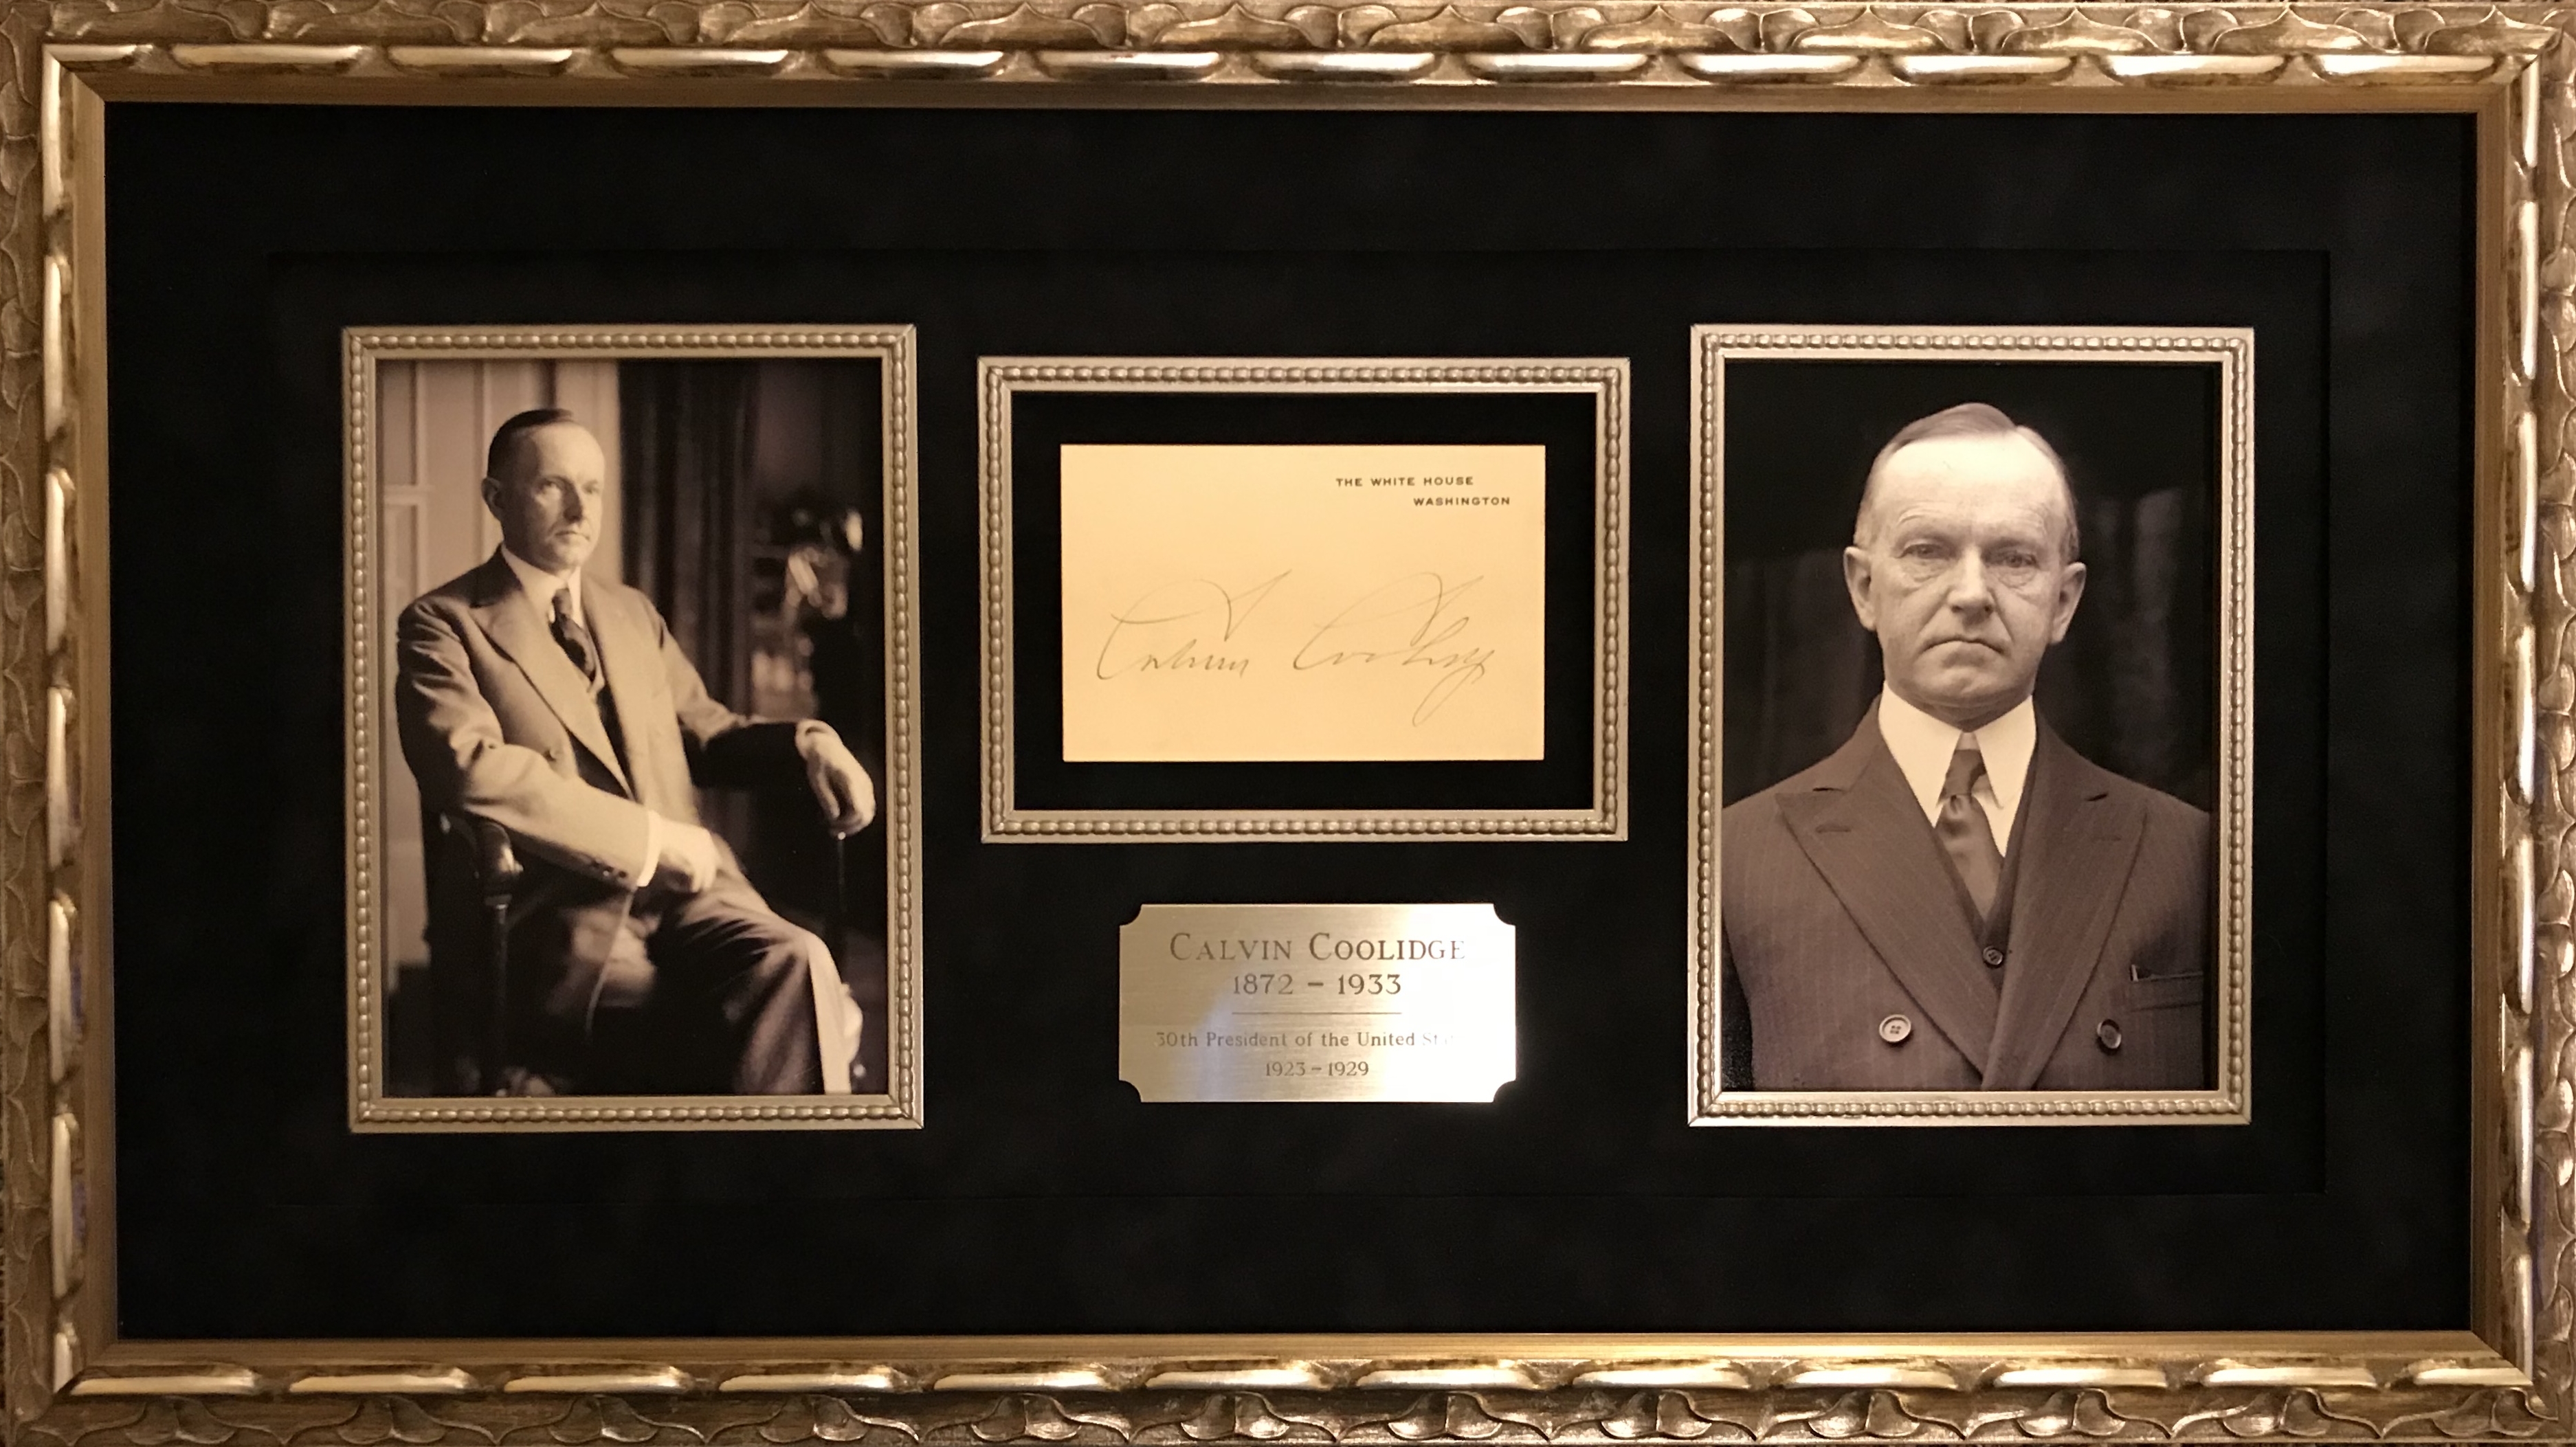 THE WHITE HOUSE
WASHINGTON
Calvin Coolidge
CALVIN COOLIDGE
1872 – 1933
30th President of the United
1923 – 1929